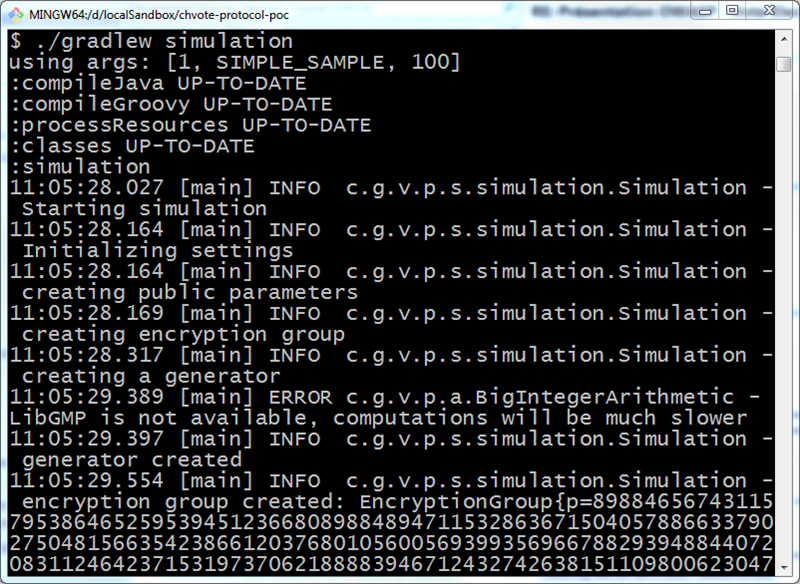 MINGW64:/d/localSandbox/chvote-protocol-poc
$ ./gradlew simulation
using args: [1, SIMPLE_SAMPLE, 100]
:compileJava UP-TO-DATE
:compileGroovy UP-TO-DATE
:processResources UP-TO-DATE
:classes UP-TO-DATE
:simulation
11:05:28.027 [main] INFO  c.g.v.p.s.simulation.Simulation -
 Starting simulation
11:05:28.164 [main] INFO  c.g.v.p.s.simulation.Simulation -
 Initializing settings
11:05:28.164 [main] INFO  c.g.v.p.s.simulation.Simulation -
 creating public parameters
11:05:28.169 [main] INFO  c.g.v.p.s.simulation.Simulation -
 creating encryption group
11:05:28.317 [main] INFO  c.g.v.p.s.simulation.Simulation -
 creating a generator
11:05:29.389 [main] ERROR c.g.v.p.a.BigIntegerArithmetic -
LibGMP is not available, computations will be much slower
11:05:29.397 [main] INFO  c.g.v.p.s.simulation.Simulation -
 generator created
11:05:29.554 [main] INFO  c.g.v.p.s.simulation.Simulation -
 encryption group created: EncryptionGroup{p=89884656743115
79538646525953945123668089884894711532863671504057886633790
27504815663542386612037680105600569399356966788293948844072
08311246423715319737062188883946712432742638151109800623047